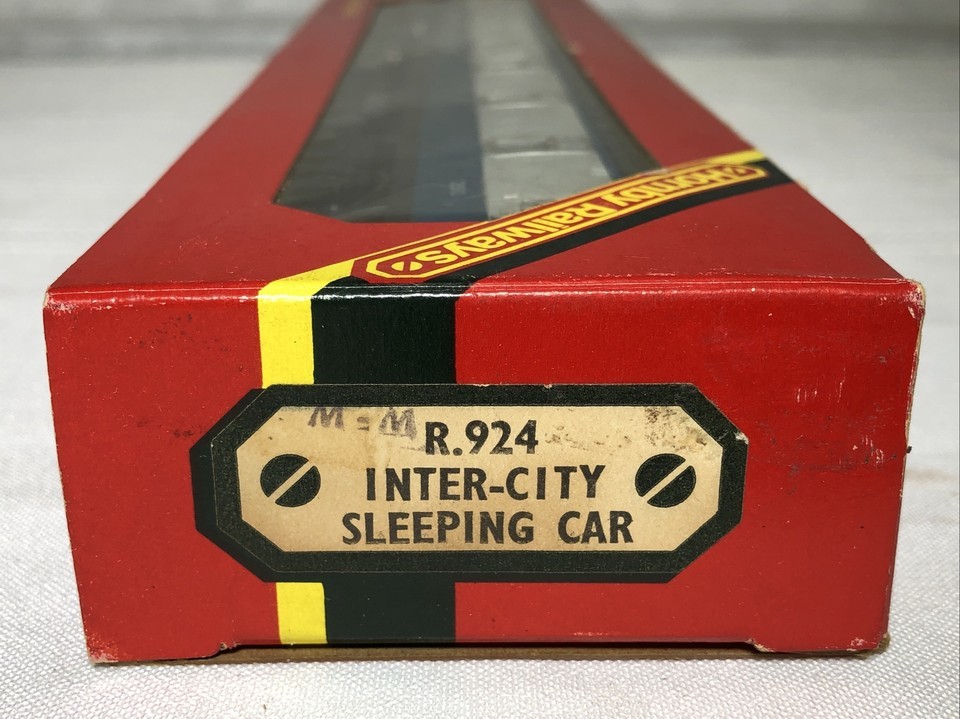 Hornby Railways
M = M
R.924
INTER-CITY
SLEEPING CAR